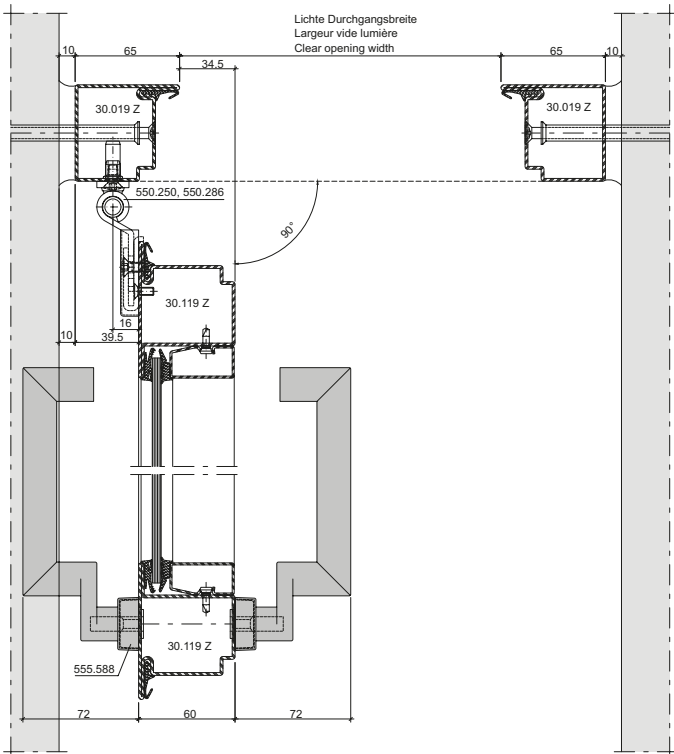 Lichte Durchgangsbreite
Largeur vide lumière
Clear opening width
10
65
65
10
34.5
30.019 Z
30.019 Z
550.250, 550.286
90°
30.119 Z
16
10
39.5
30.119 Z
555.588
72
60
72